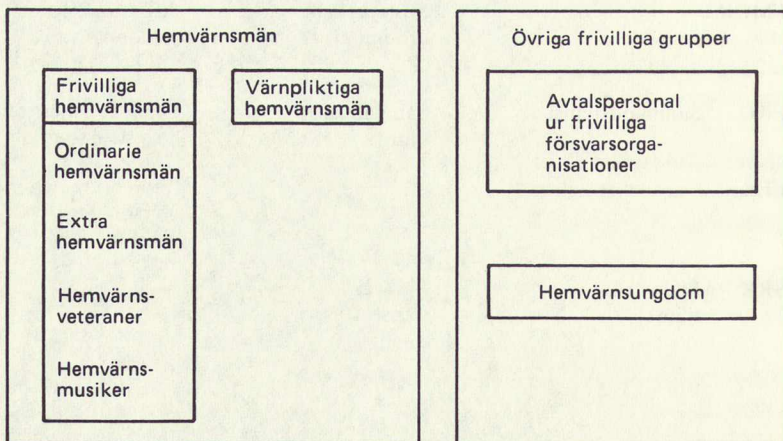 Hemvärnsmän
Frivilliga
hemvärnsmän
Ordinarie
hemvärnsmän
Extra
hemvärnsmän
Hemvärns-
veteraner
Hemvärns-
musiker
Värnpliktiga
hemvärnsmän
Övriga frivilliga grupper
Avtalspersonal
ur frivilliga
försvarsorga-
nisationer
Hemvärnsungdom